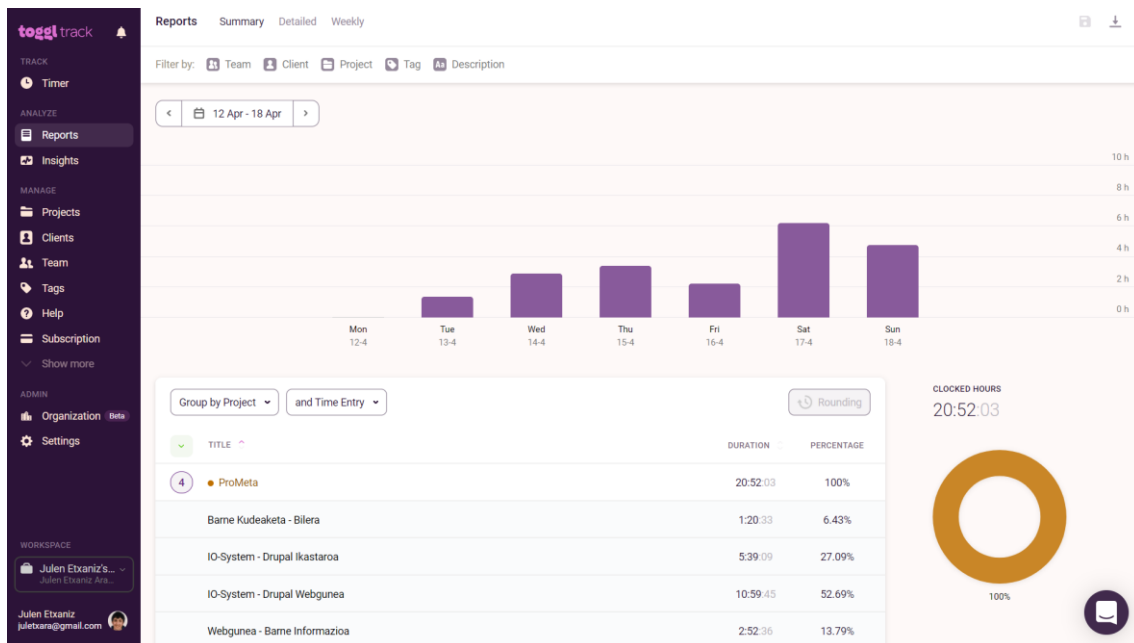 toggl track
TRACK
Timer
ANALYZE
Reports
Insights
MANAGE
Projects
Clients
Team
Tags
Help
Subscription
Show more
ADMIN
Organization Beta
Settings
WORKSPACE
Julen Etxaniz's...
Julen Etxaniz Ara...
Julen Etxaniz
juletxara@gmail.com
Reports Summary Detailed Weekly
Filter by: Team Client Project Aa Tag Description
12 Apr - 18 Apr
10 h
8 h
6 h
4 h
2 h
0 h
Mon Tue Wed Thu Fri Sat Sun
12-4 13-4 14-4 15-4 16-4 17-4 18-4
Group by Project and Time Entry Rounding
TITLE DURATION PERCENTAGE
4 ProMeta 20:52:03 100%
Barne Kudeaketa - Bilera 1:20:33 6.43%
IO-System - Drupal Ikastaroa 5:39:09 27.09%
IO-System - Drupal Webgunea 10:59:45 52.69%
Webgunea - Barne Informazioa 2:52:36 13.79%
CLOCKED HOURS
20:52:03
100%